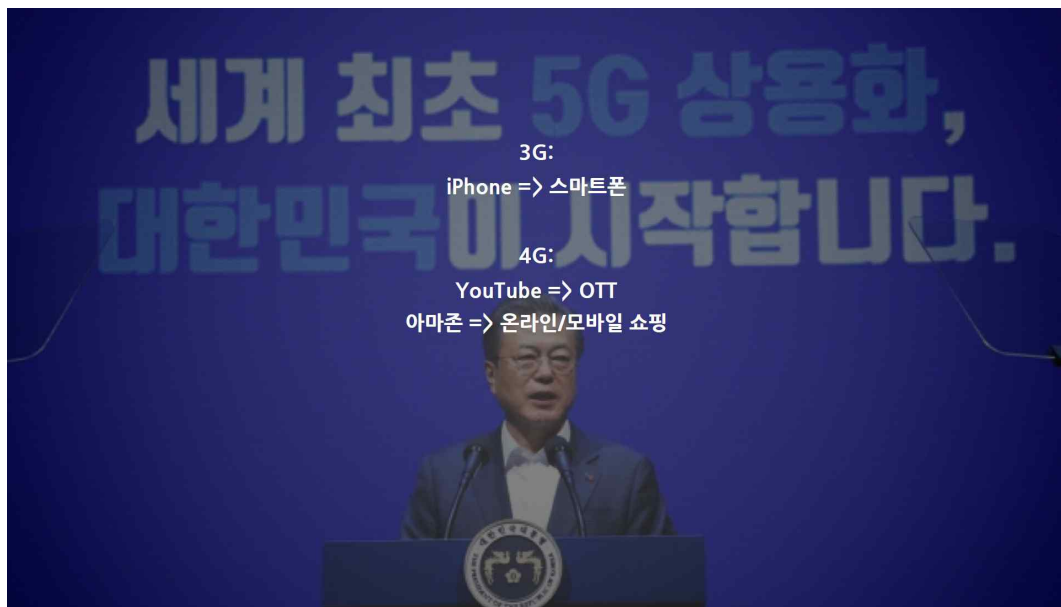 세계 최초 5G 상용화,
대한민국이 시작합니다.
3G:
iPhone => 스마트폰
4G:
YouTube => OTT
아마존 => 온라인/모바일 쇼핑